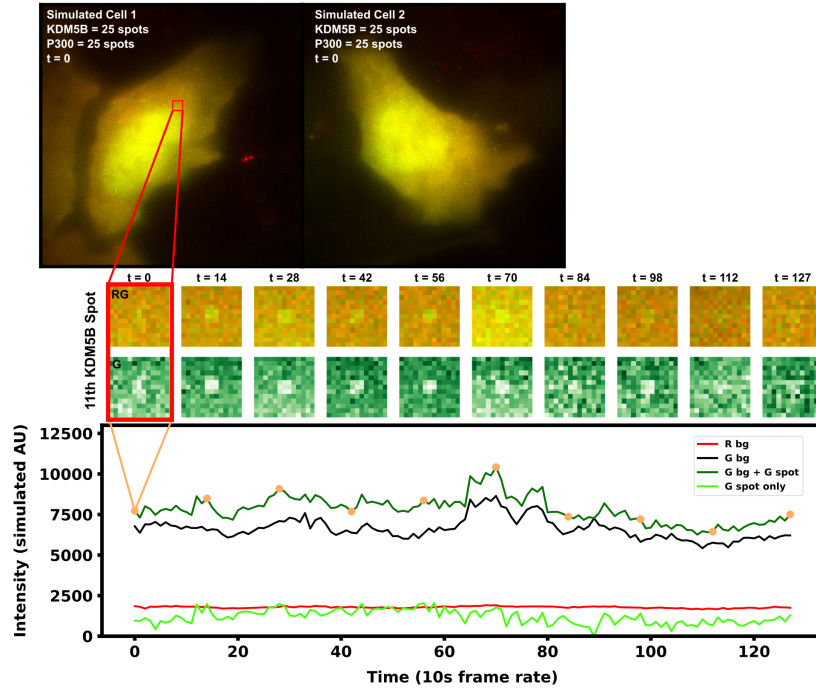 Simulated Cell 1
KDM5B = 25 spots
P300 = 25 spots
t = 0
Simulated Cell 2
KDM5B = 25 spots
P300 = 25 spots
t = 0
t = 0 t = 14 t = 28 t = 42 t = 56 t = 70 t = 84 t = 98 t = 112 t = 127
11th KDM5B Spot
RG
G
Intensity (simulated AU)
12500
10000
7500
5000
2500
0
R bg
G bg
G bg + G spot
G spot only
0 20 40 60 80 100 120
Time (10s frame rate)